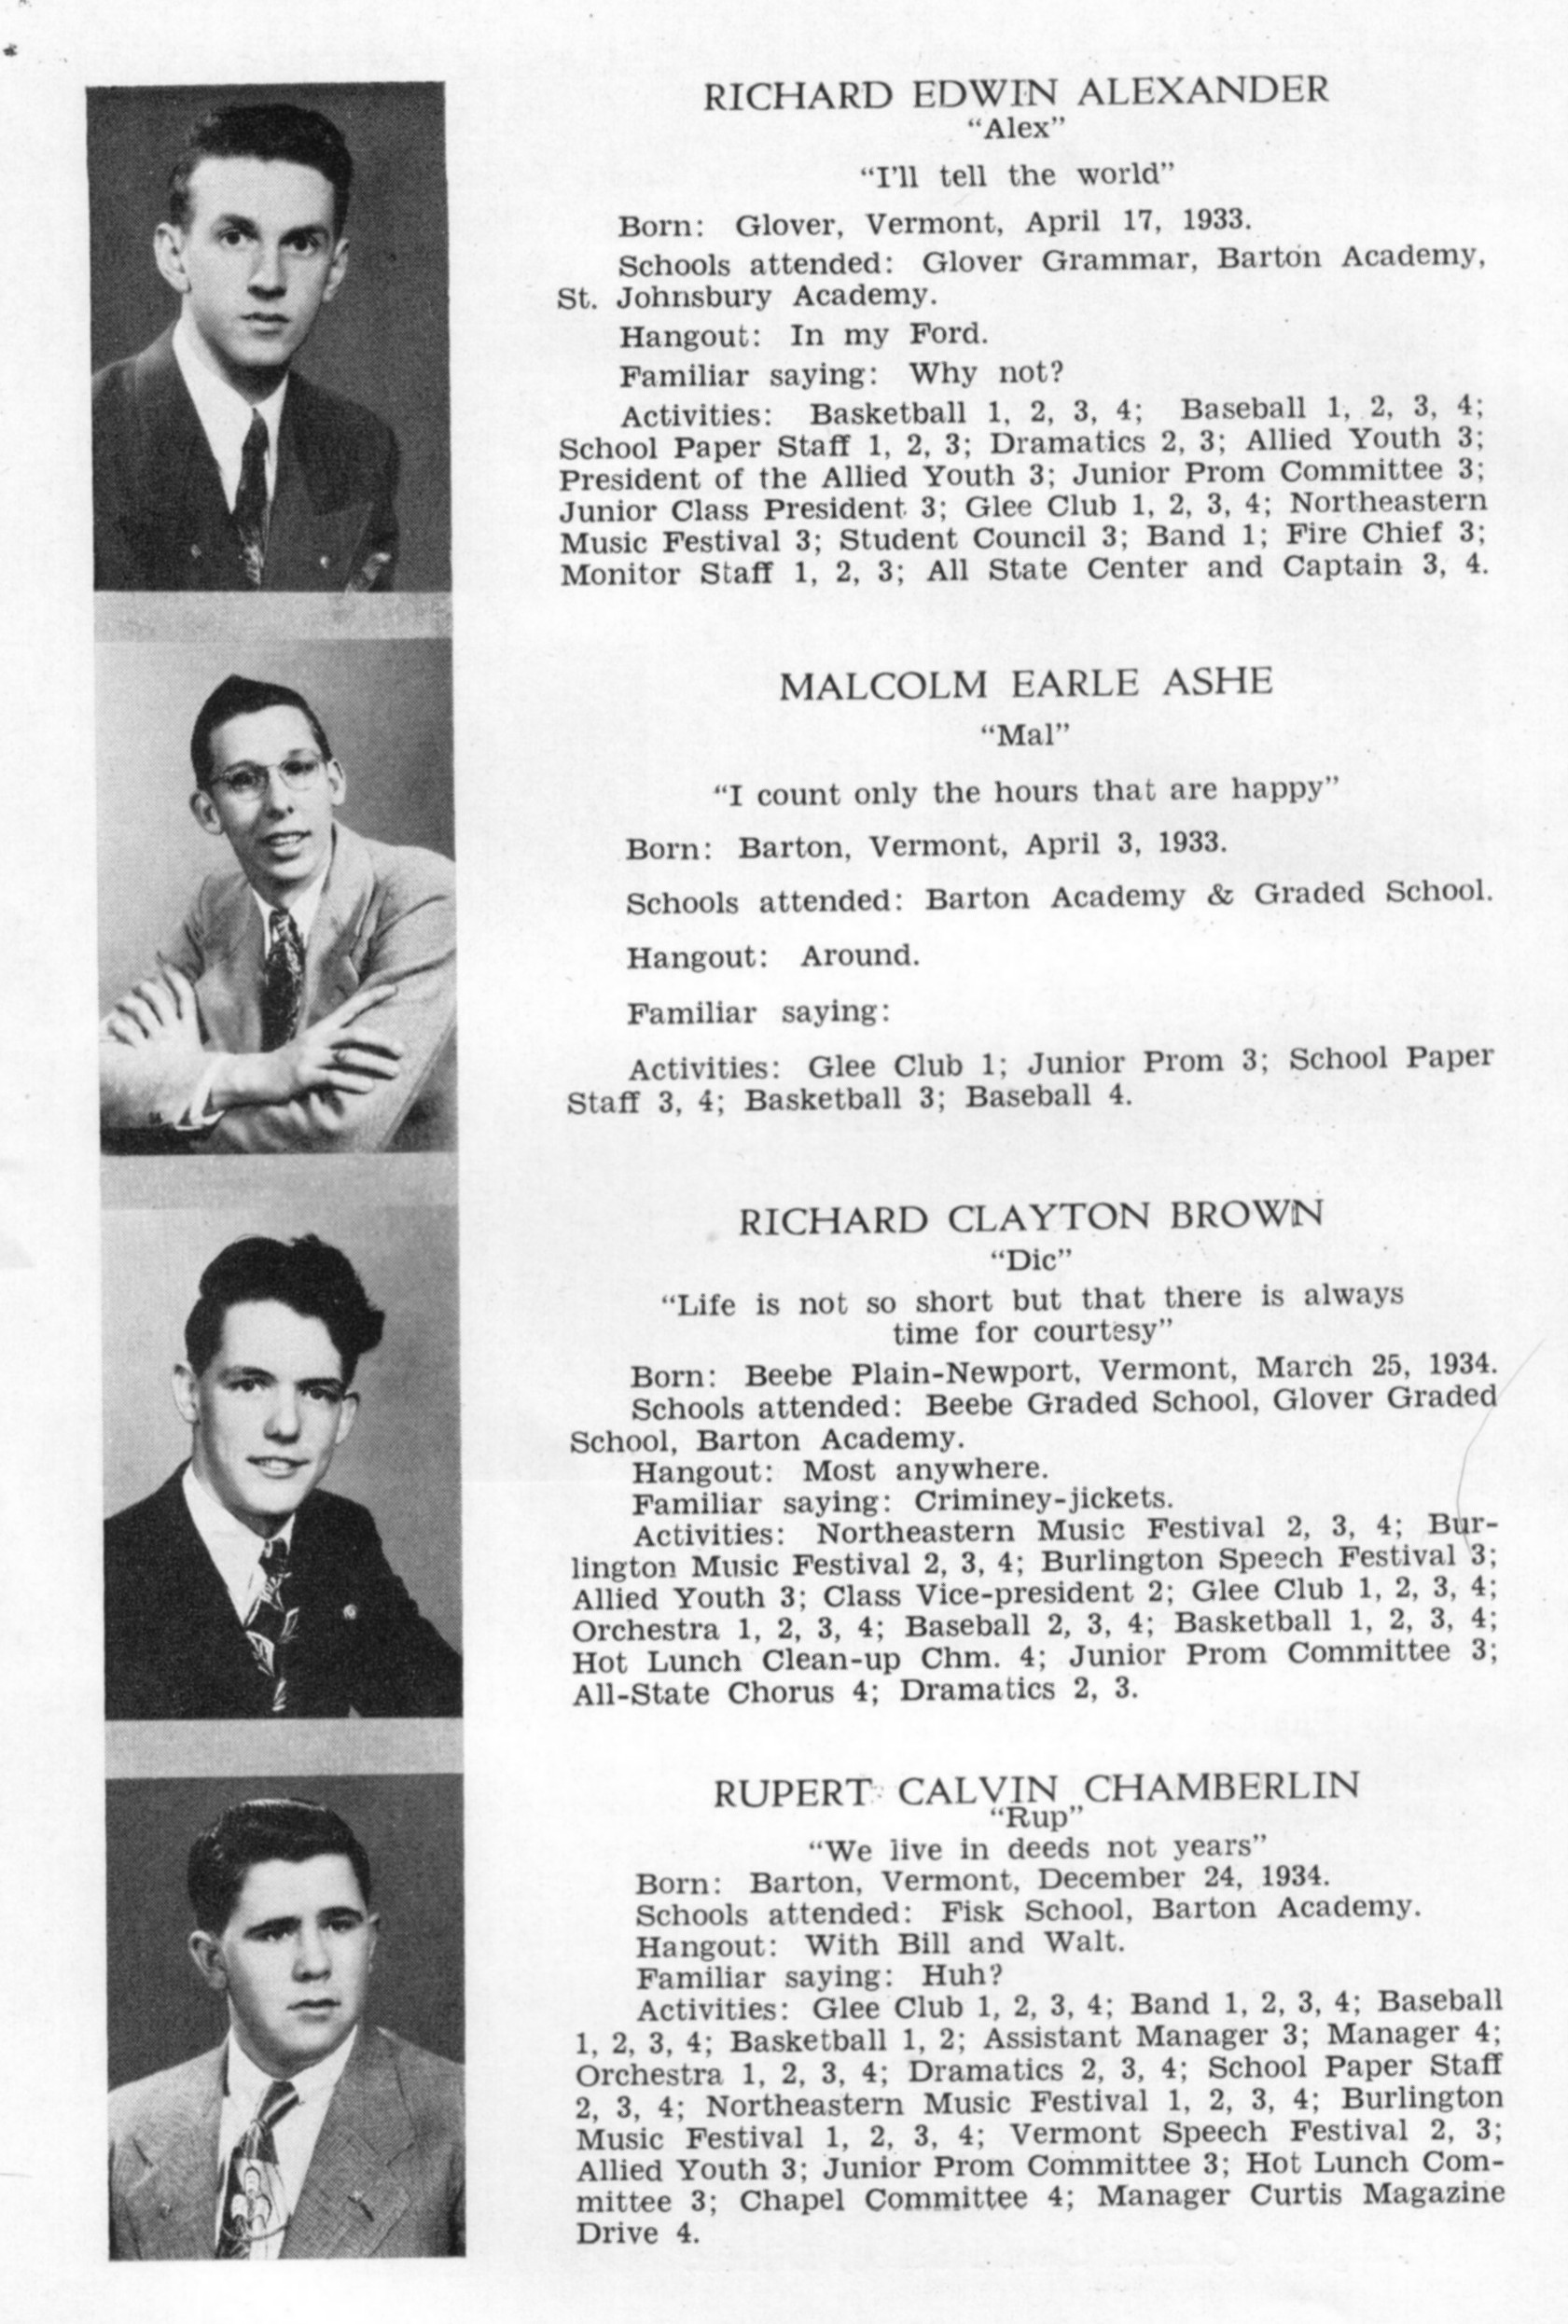 RICHARD EDWIN ALEXANDER
“Alex”
“I’ll tell the world”
Born: Glover, Vermont, April 17, 1933.
Schools attended: Glover Grammar, Barton Academy,
St. Johnsbury Academy.
Hangout: In my Ford.
Familiar saying: Why not?
Activities: Basketball 1, 2, 3, 4; Baseball 1, 2, 3, 4;
School Paper Staff 1, 2, 3; Dramatics 2, 3; Allied Youth 3;
President of the Allied Youth 3; Junior Prom Committee 3;
Junior Class President 3; Glee Club 1, 2, 3, 4; Northeastern
Music Festival 3; Student Council 3; Band 1; Fire Chief 3;
Monitor Staff 1, 2, 3; All State Center and Captain 3, 4.
MALCOLM EARLE ASHE
“Mal”
“I count only the hours that are happy”
Born: Barton, Vermont, April 3, 1933.
Schools attended: Barton Academy & Graded School.
Hangout: Around.
Familiar saying:
Activities: Glee Club 1; Junior Prom 3; School Paper
Staff 3, 4; Basketball 3; Baseball 4.
RICHARD CLAYTON BROWN
“Dic”
“Life is not so short but that there is always
time for courtesy”
Born: Beebe Plain-Newport, Vermont, March 25, 1934.
Schools attended: Beebe Graded School, Glover Graded
School, Barton Academy.
Hangout: Most anywhere.
Familiar saying: Criminey-jickets.
Activities: Northeastern Music Festival 2, 3, 4; Bur-
lington Music Festival 2, 3, 4; Burlington Speech Festival 3;
Allied Youth 3; Class Vice-president 2; Glee Club 1, 2, 3, 4;
Orchestra 1, 2, 3, 4; Baseball 2, 3, 4; Basketball 1, 2, 3, 4;
Hot Lunch Clean-up Chm. 4; Junior Prom Committee 3;
All-State Chorus 4; Dramatics 2, 3.
RUPERT CALVIN CHAMBERLIN
“Rup”
“We live in deeds not years”
Born: Barton, Vermont, December 24, 1934.
Schools attended: Fisk School, Barton Academy.
Hangout: With Bill and Walt.
Familiar saying: Huh?
Activities: Glee Club 1, 2, 3, 4; Band 1, 2, 3, 4; Baseball
1, 2, 3, 4; Basketball 1, 2; Assistant Manager 3; Manager 4;
Orchestra 1, 2, 3, 4; Dramatics 2, 3, 4; School Paper Staff
2, 3, 4; Northeastern Music Festival 1, 2, 3, 4; Burlington
Music Festival 1, 2, 3, 4; Vermont Speech Festival 2, 3;
Allied Youth 3; Junior Prom Committee 3; Hot Lunch Com-
mittee 3; Chapel Committee 4; Manager Curtis Magazine
Drive 4.